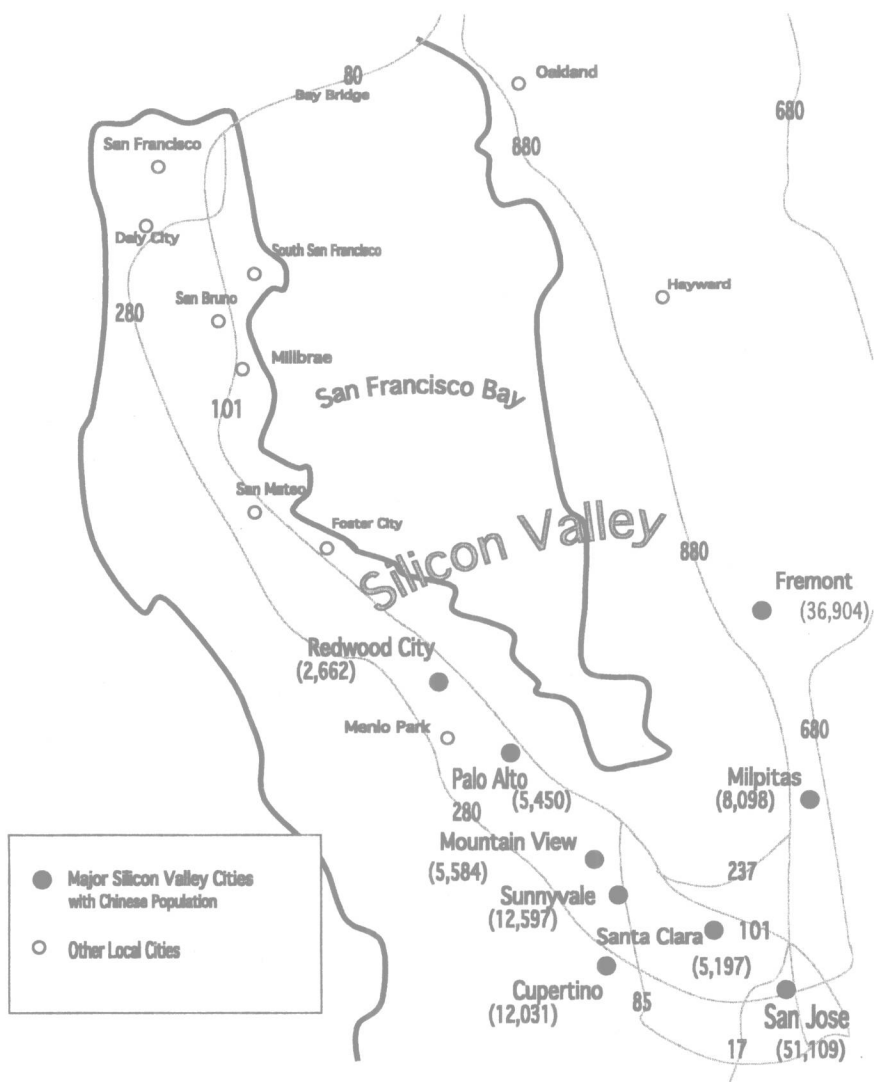 80
Bay Bridge
Oakland
680
San Francisco
880
Daly City
South San Francisco
280
San Bruno
Hayward
Millbrae
San Francisco Bay
101
San Mateo
Foster City
Silicon Valley
880
Fremont
(36,904)
Redwood City
(2,662)
Menlo Park
680
Palo Alto
(5,450)
Milpitas
(8,098)
280
Mountain View
(5,584)
237
Sunnyvale
(12,597)
Santa Clara
101
(5,197)
Cupertino
(12,031)
85
San Jose
(51,109)
17
Major Silicon Valley Cities
with Chinese Population
Other Local Cities